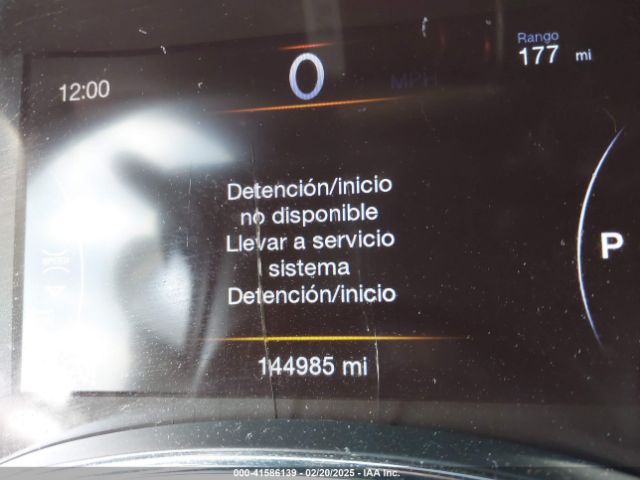 Rango
177 mi
12:00
0
MPH
Detención/inicio
no disponible
Llevar a servicio
sistema
Detención/inicio
P
144985 mi
000-41586139 - 02/20/2025 - IAA Inc.